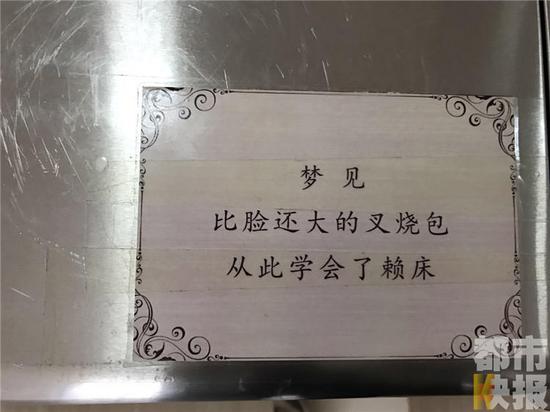 梦见
比脸还大的叉烧包
从此学会了赖床
都市
快报